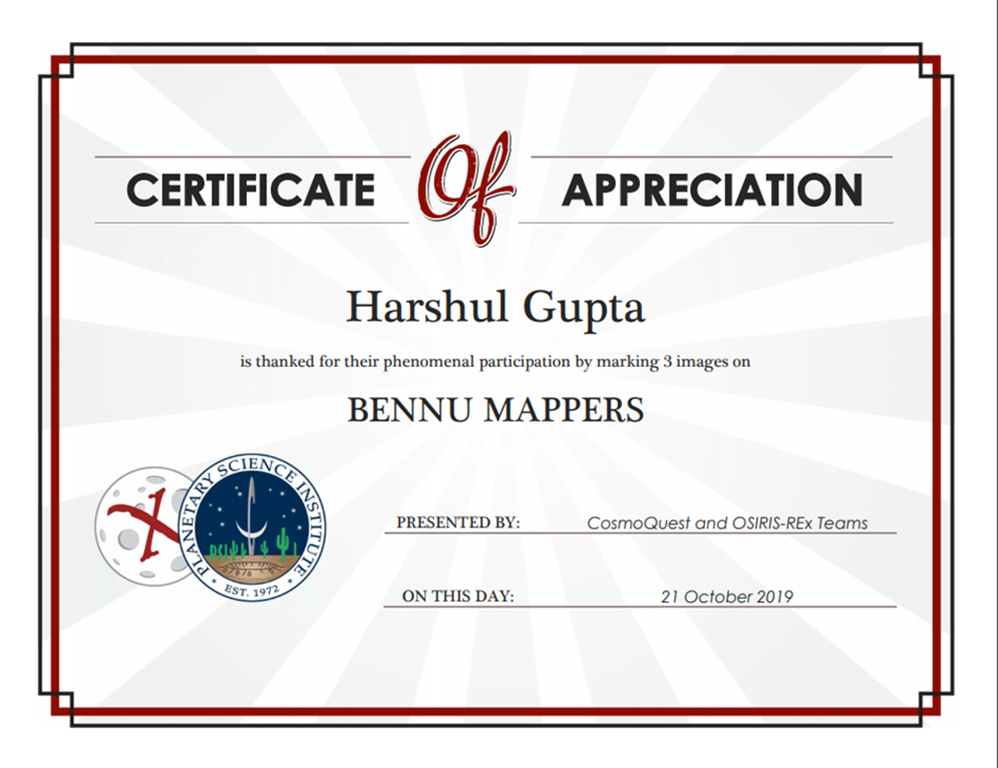 CERTIFICATE Of APPRECIATION
Harshul Gupta
is thanked for their phenomenal participation by marking 3 images on
BENNU MAPPERS
PLANETARY SCIENCE INSTITUTE
PSI
EST. 1972
PRESENTED BY: CosmoQuest and OSIRIS-REx Teams
ON THIS DAY: 21 October 2019